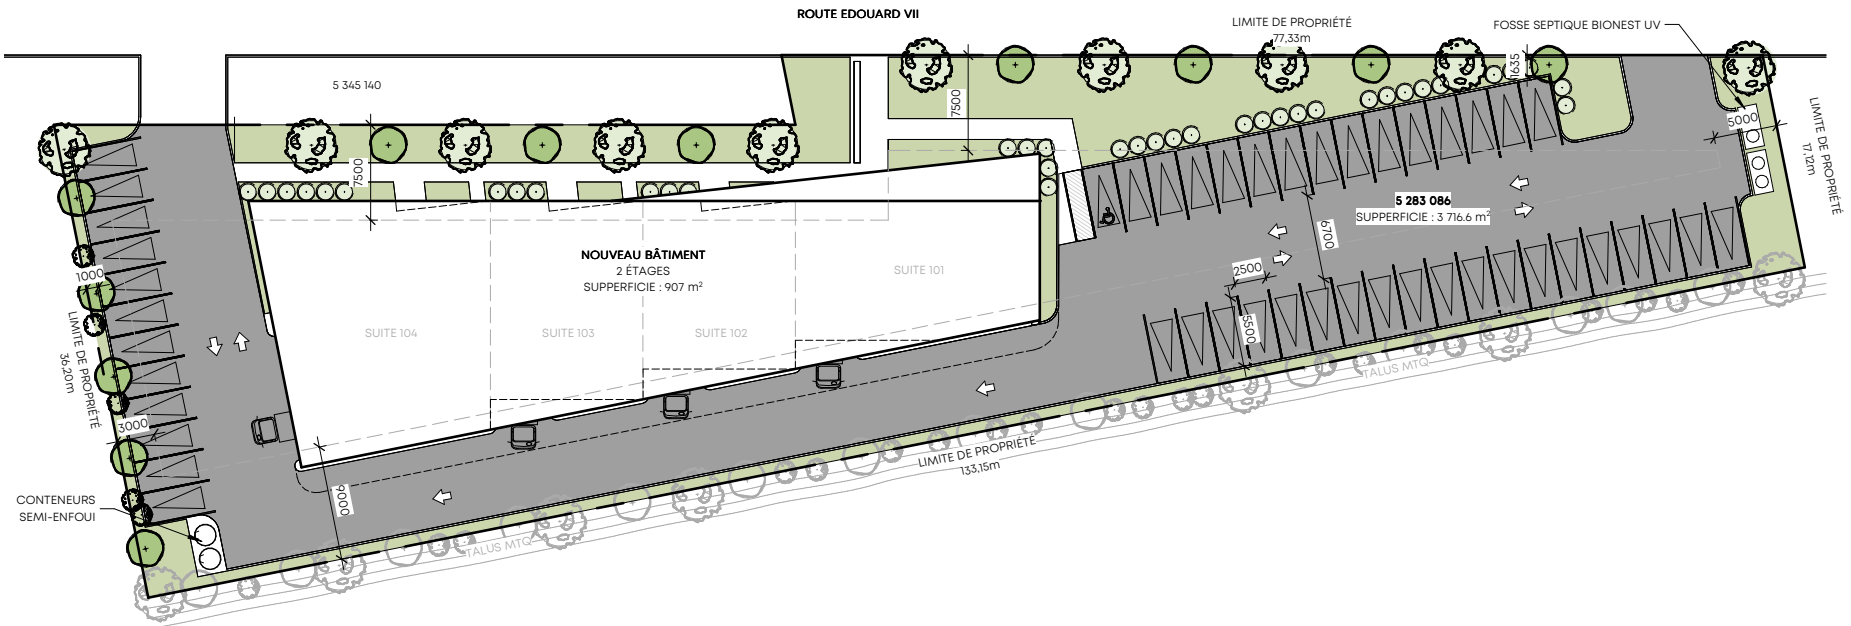 ROUTE EDOUARD VII
LIMITE DE PROPRIÉTÉ
77,33m
FOSSE SEPTIQUE BIONEST UV
5 345 140
7500
1635
5000
LIMITE DE PROPRIÉTÉ
17,12m
7500
5 283 086
SUPPERFICIE : 3 716.6 m²
NOUVEAU BÂTIMENT
2 ÉTAGES
SUPPERFICIE : 907 m²
SUITE 101
6700
2500
1000
5500
SUITE 104
SUITE 103
SUITE 102
LIMITE DE PROPRIÉTÉ
36,20m
TALUS MTQ
3000
LIMITE DE PROPRIÉTÉ
133,15m
9000
CONTENEURS
SEMI-ENFOUI
TALUS MTQ